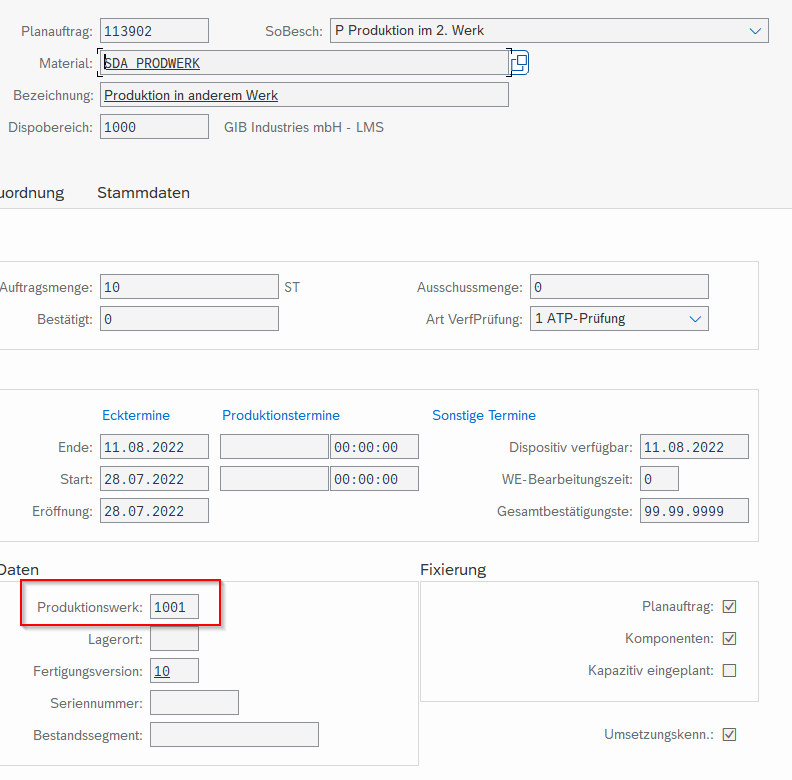 Planauftrag: 113902 SoBesch: P Produktion im 2. Werk
Material: SDA_PRODWERK
Bezeichnung: Produktion in anderem Werk
Dispobereich: 1000 GIB Industries mbH - LMS
uordnung Stammdaten
Auftragsmenge: 10 ST Ausschussmenge: 0
Bestätigt: 0 Art VerfPrüfung: 1 ATP-Prüfung
Ecktermine Produktionstermine Sonstige Termine
Ende: 11.08.2022 00:00:00 Dispositiv verfügbar: 11.08.2022
Start: 28.07.2022 00:00:00 WE-Bearbeitungszeit: 0
Eröffnung: 28.07.2022 Gesamtbestätigungste: 99.99.9999
Daten Fixierung
Produktionswerk: 1001 Planauftrag:
Lagerort: Komponenten:
Fertigungsversion: 10 Kapazitiv eingeplant:
Seriennummer:
Bestandssegment: Umsetzungskenn.: